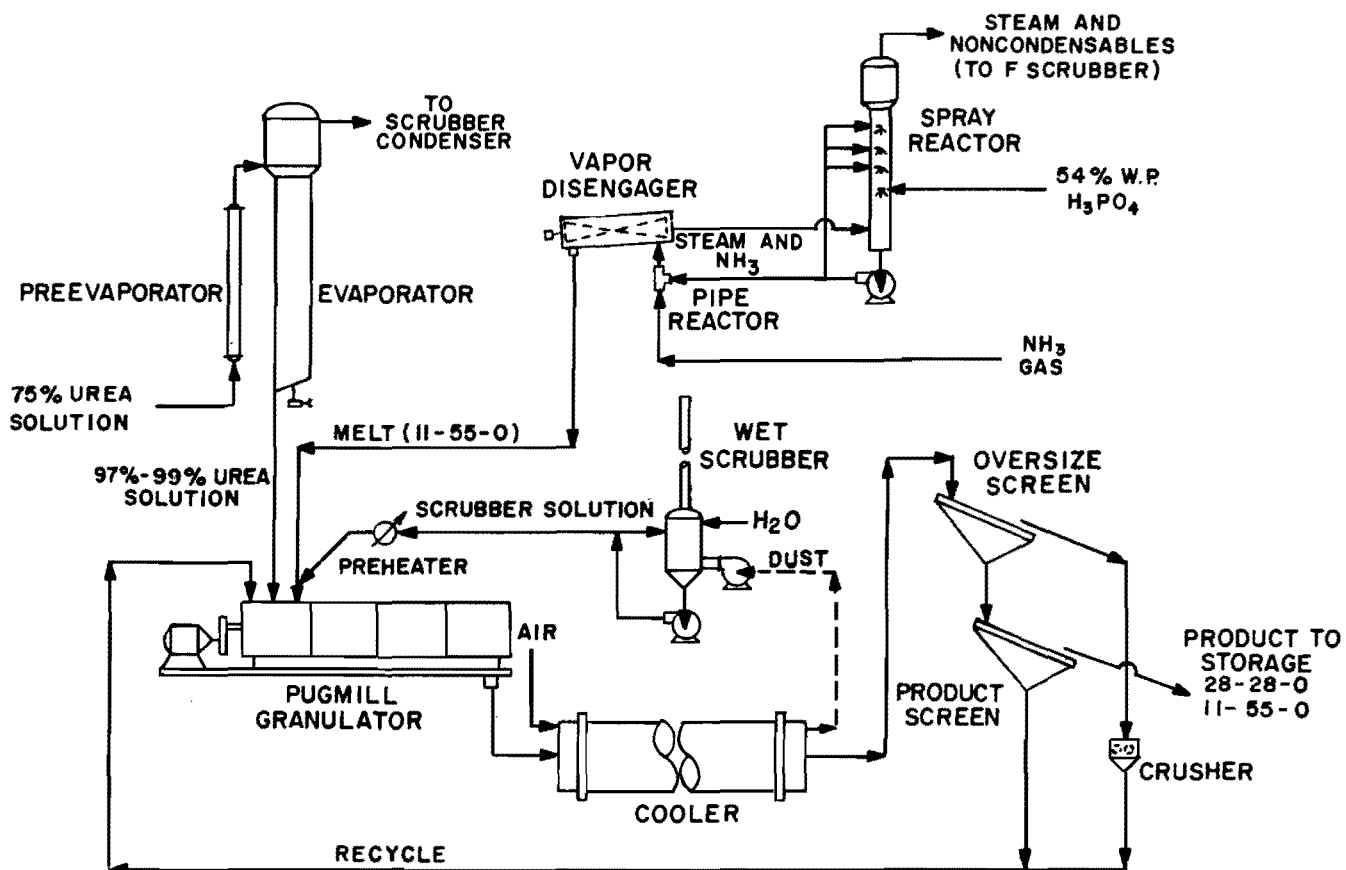 STEAM AND
NONCONDENSABLES
(TO F SCRUBBER)
TO
SCRUBBER
CONDENSER
SPRAY
REACTOR
VAPOR
DISENGAGER
54% W.P.
H₃PO₄
STEAM AND
NH₃
PREEVAPORATOR
EVAPORATOR
PIPE
REACTOR
NH₃
GAS
75% UREA
SOLUTION
MELT (11-55-0)
WET
SCRUBBER
97%-99% UREA
SOLUTION
OVERSIZE
SCREEN
SCRUBBER SOLUTION
H₂O
PREHEATER
DUST
AIR
PRODUCT TO
STORAGE
28-28-0
11-55-0
PUGMILL
GRANULATOR
PRODUCT
SCREEN
CRUSHER
COOLER
RECYCLE